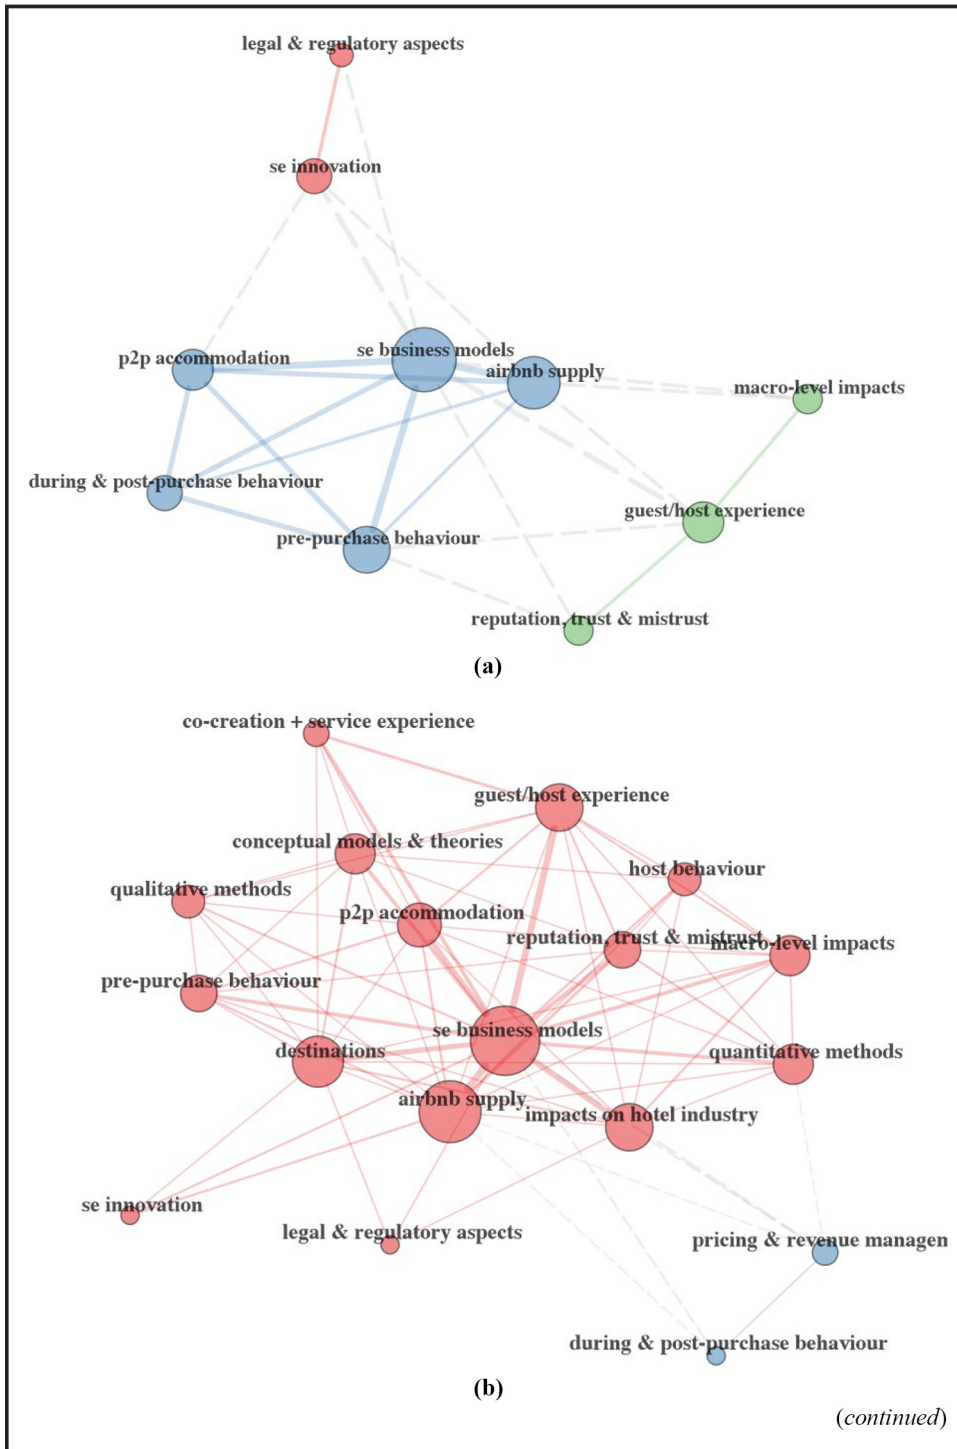 legal & regulatory aspects
se innovation
se business models
p2p accommodation
airbnb supply
macro-level impacts
during & post-purchase behaviour
guest/host experience
pre-purchase behaviour
reputation, trust & mistrust
(a)
co-creation + service experience
guest/host experience
conceptual models & theories
host behaviour
qualitative methods
p2p accommodation
reputation, trust & mistrust
macro-level impacts
pre-purchase behaviour
se business models
destinations
quantitative methods
airbnb supply
impacts on hotel industry
se innovation
legal & regulatory aspects
pricing & revenue managen
during & post-purchase behaviour
(b)
(continued)